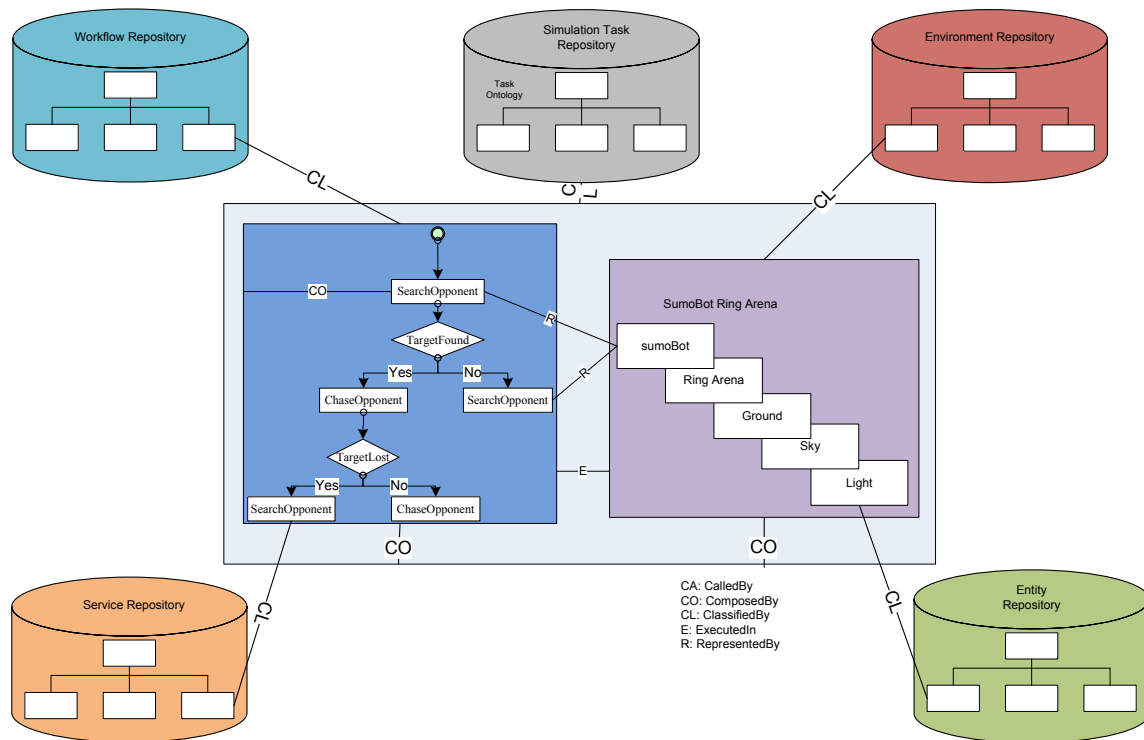 Workflow Repository
Simulation Task
Repository
Environment Repository
Task
Ontology
CL
CL
CL
SearchOpponent
CO
SumoBot Ring Arena
R
TargetFound
sumoBot
Yes
No
R
Ring Arena
ChaseOpponent
SearchOpponent
Ground
Sky
TargetLost
E
Yes
No
Light
SearchOpponent
ChaseOpponent
CO
CO
CA: CalledBy
CO: ComposedBy
CL: ClassifiedBy
E: ExecutedIn
R: RepresentedBy
CL
CL
Service Repository
Entity
Repository